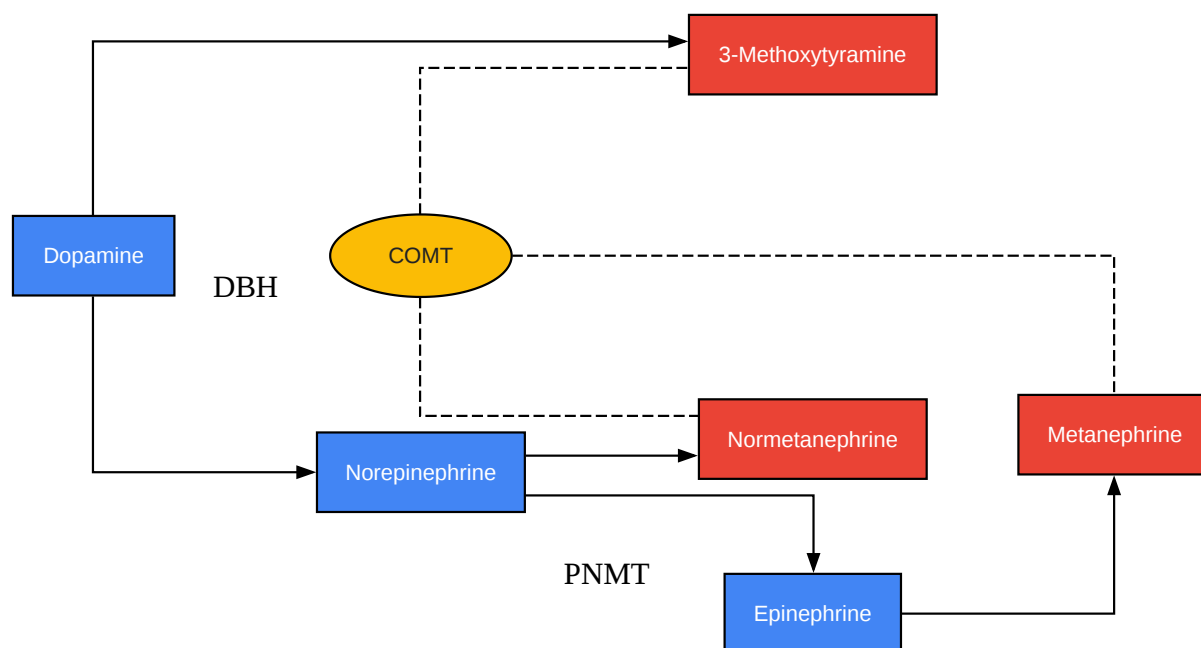 3-Methoxytyramine
Dopamine
COMT
DBH
Normetanephrine
Metanephrine
Norepinephrine
PNMT
Epinephrine